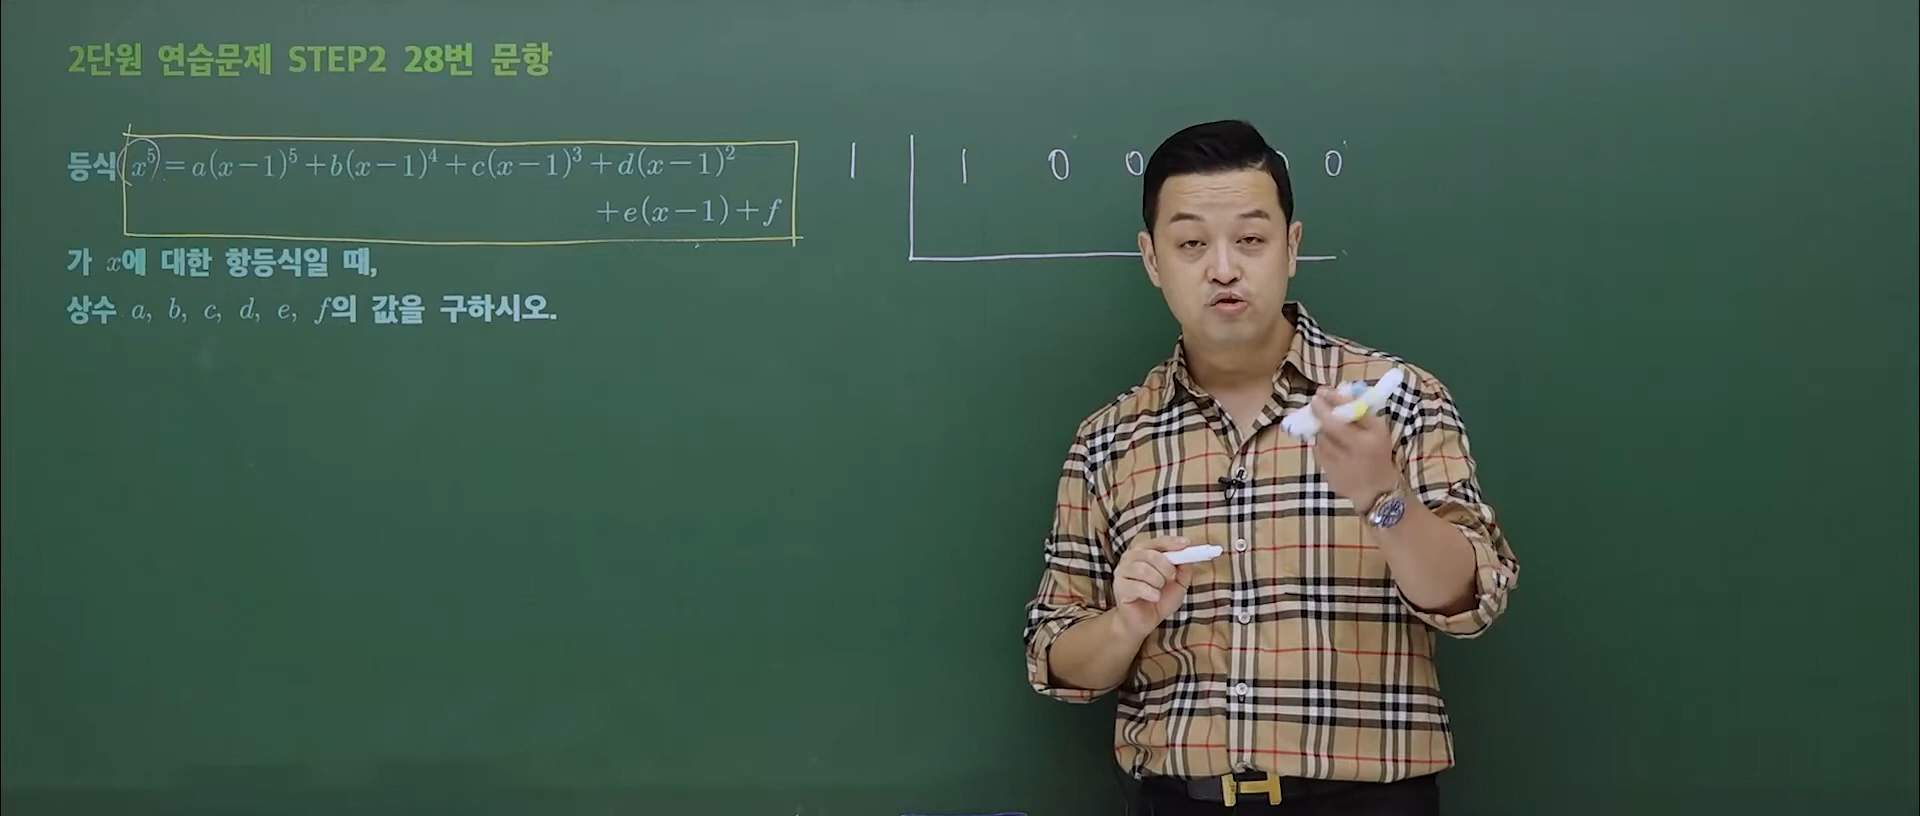 2단원 연습문제 STEP2 28번 문항
등식 x⁵ = a(x−1)⁵ + b(x−1)⁴ + c(x−1)³ + d(x−1)²
+ e(x−1) + f
가 x에 대한 항등식일 때,
상수 a, b, c, d, e, f의 값을 구하시오.
1 1 0 0 0